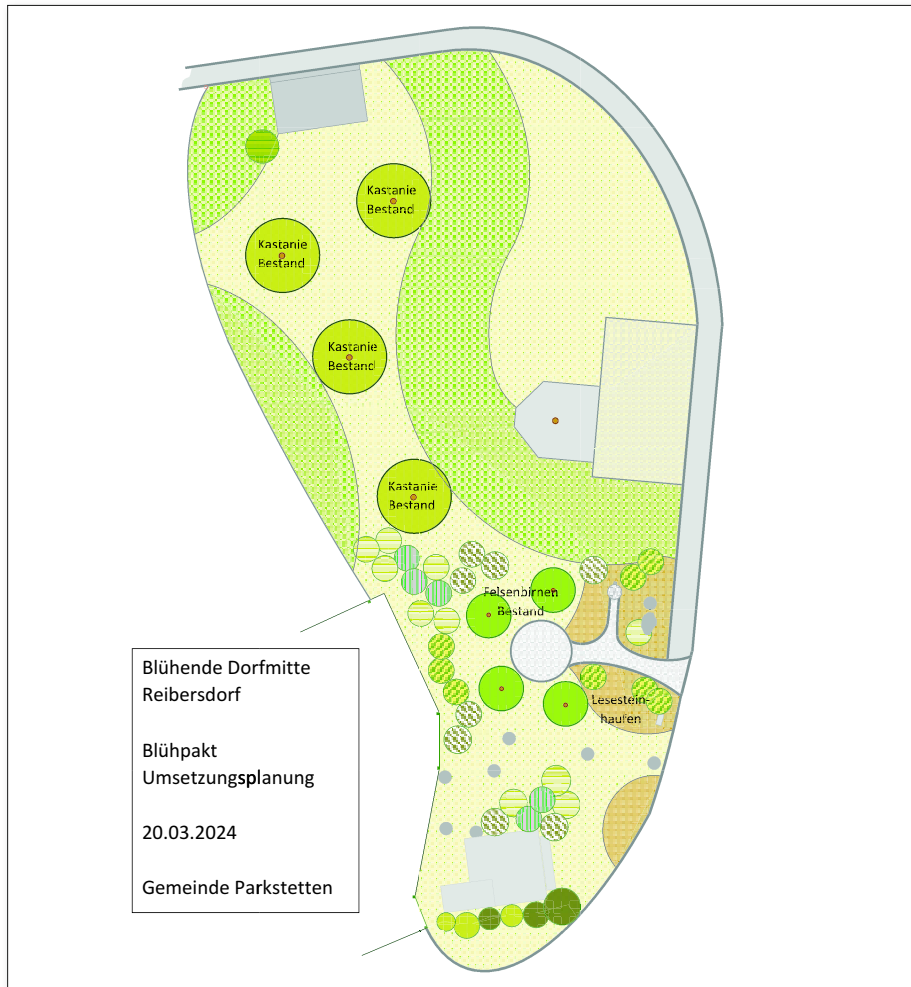 Kastanie
Bestand
Kastanie
Bestand
Kastanie
Bestand
Kastanie
Bestand
Felsenbirnen
Bestand
Lesestein-
haufen
Blühende Dorfmitte
Reibersdorf
Blühpakt
Umsetzungsplanung
20.03.2024
Gemeinde Parkstetten